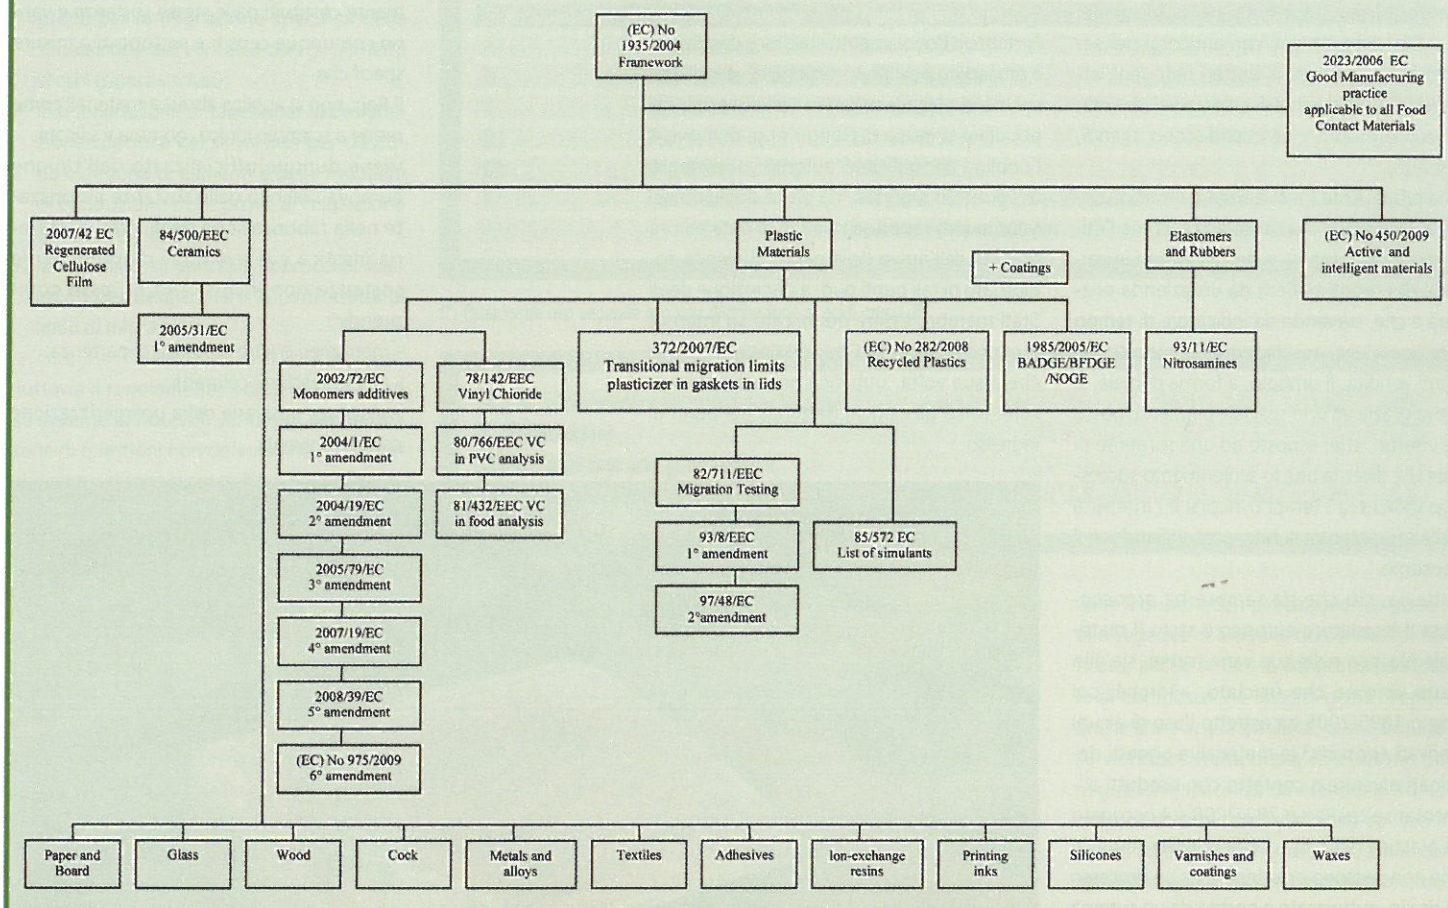 (EC) No
1935/2004
Framework
2023/2006 EC
Good Manufacturing
practice
applicable to all Food
Contact Materials
2007/42 EC
Regenerated
Cellulose
Film
84/500/EEC
Ceramics
Plastic
Materials
+ Coatings
Elastomers
and Rubbers
(EC) No 450/2009
Active and
intelligent materials
2005/31/EC
1° amendment
2002/72/EC
Monomers additives
78/142/EEC
Vinyl Chloride
372/2007/EC
Transitional migration limits
plasticizer in gaskets in lids
(EC) No 282/2008
Recycled Plastics
1985/2005/EC
BADGE/BFDGE
/NOGE
93/11/EC
Nitrosamines
2004/1/EC
1° amendment
80/766/EEC VC
in PVC analysis
2004/19/EC
2° amendment
81/432/EEC VC
in food analysis
82/711/EEC
Migration Testing
93/8/EEC
1° amendment
85/572 EC
List of simulants
2005/79/EC
3° amendment
97/48/EC
2°amendment
2007/19/EC
4° amendment
2008/39/EC
5° amendment
(EC) No 975/2009
6° amendment
Paper and
Board
Glass
Wood
Cock
Metals and
alloys
Textiles
Adhesives
Ion-exchange
resins
Printing
inks
Silicones
Varnishes and
coatings
Waxes